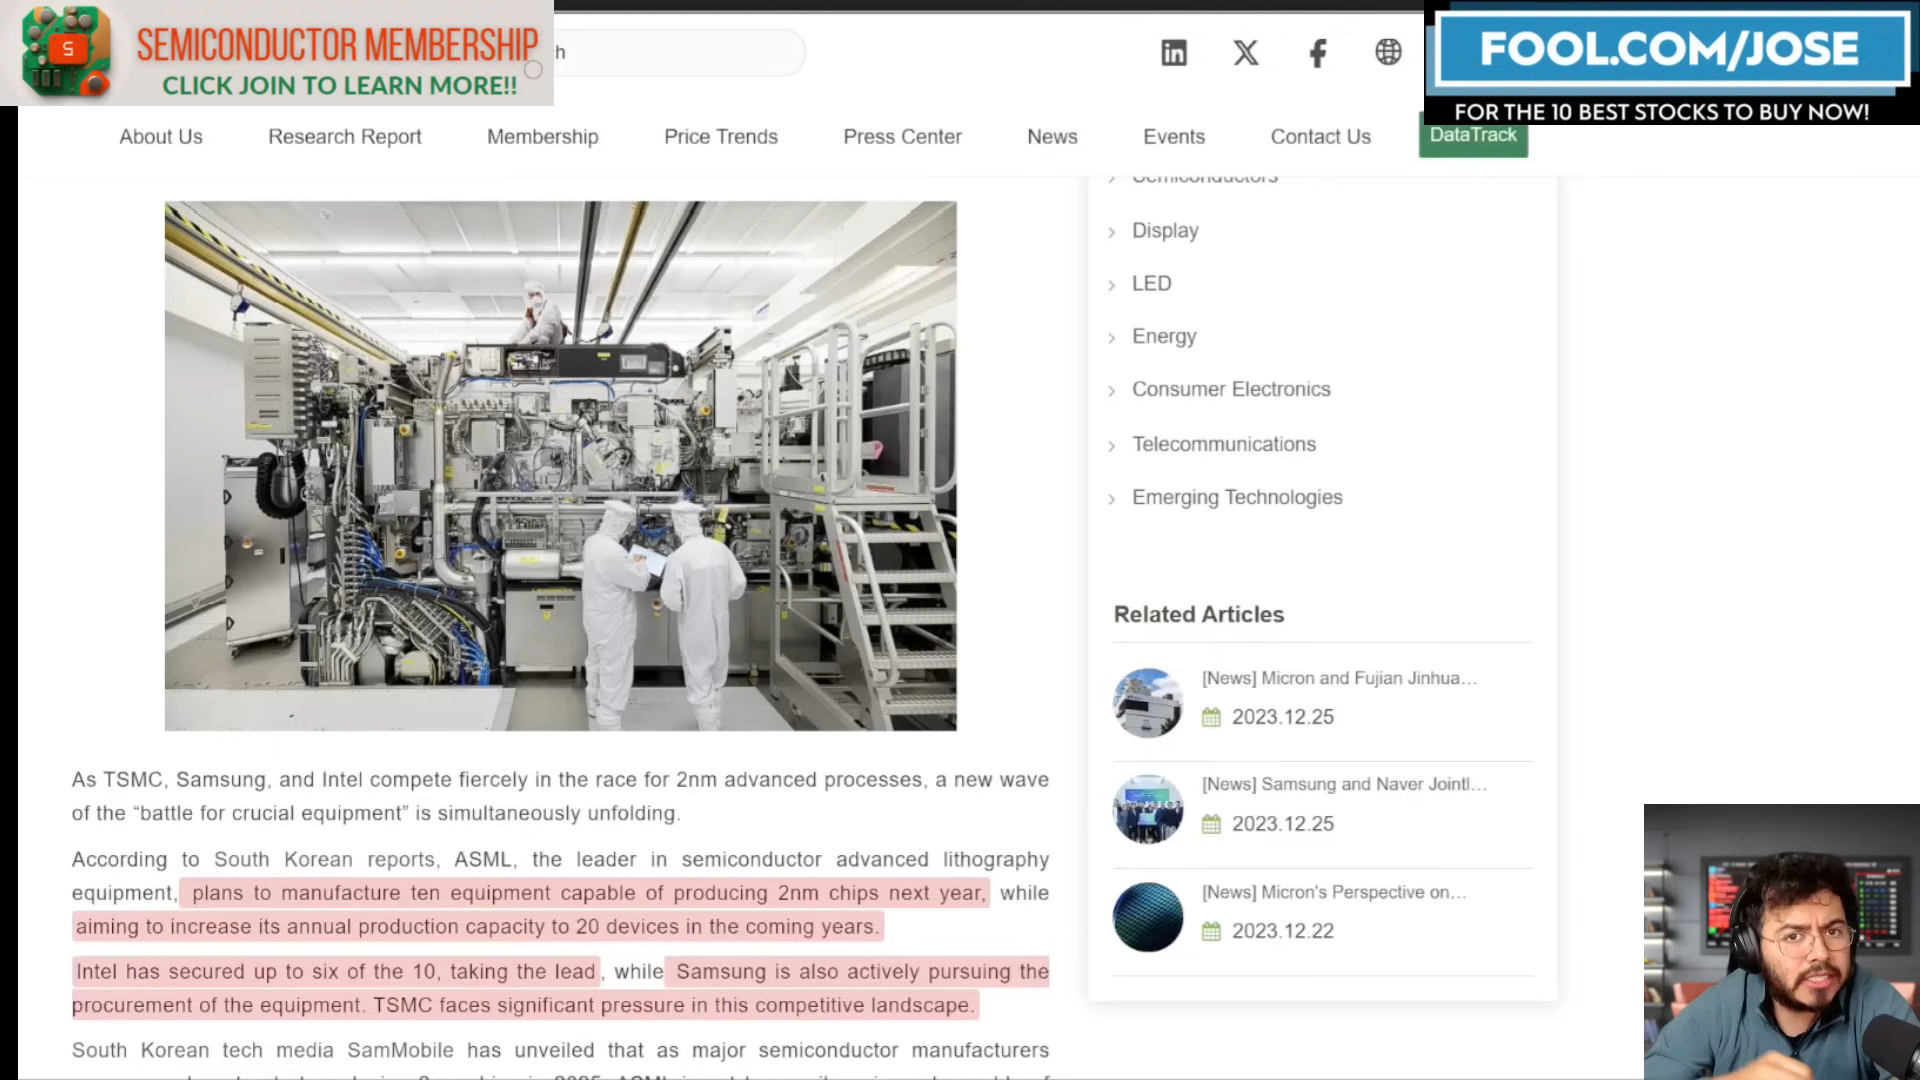 SEMICONDUCTOR MEMBERSHIP
CLICK JOIN TO LEARN MORE!!
FOOL.COM/JOSE
FOR THE 10 BEST STOCKS TO BUY NOW!
About Us
Research Report
Membership
Price Trends
Press Center
News
Events
Contact Us
DataTrack
Semiconductors
Display
LED
Energy
Consumer Electronics
Telecommunications
Emerging Technologies
Related Articles
[News] Micron and Fujian Jinhua...
2023.12.25
[News] Samsung and Naver Jointl...
2023.12.25
[News] Micron's Perspective on...
2023.12.22
As TSMC, Samsung, and Intel compete fiercely in the race for 2nm advanced processes, a new wave
of the “battle for crucial equipment” is simultaneously unfolding.
According to South Korean reports, ASML, the leader in semiconductor advanced lithography
equipment, plans to manufacture ten equipment capable of producing 2nm chips next year, while
aiming to increase its annual production capacity to 20 devices in the coming years.
Intel has secured up to six of the 10, taking the lead, while Samsung is also actively pursuing the
procurement of the equipment. TSMC faces significant pressure in this competitive landscape.
South Korean tech media SamMobile has unveiled that as major semiconductor manufacturers